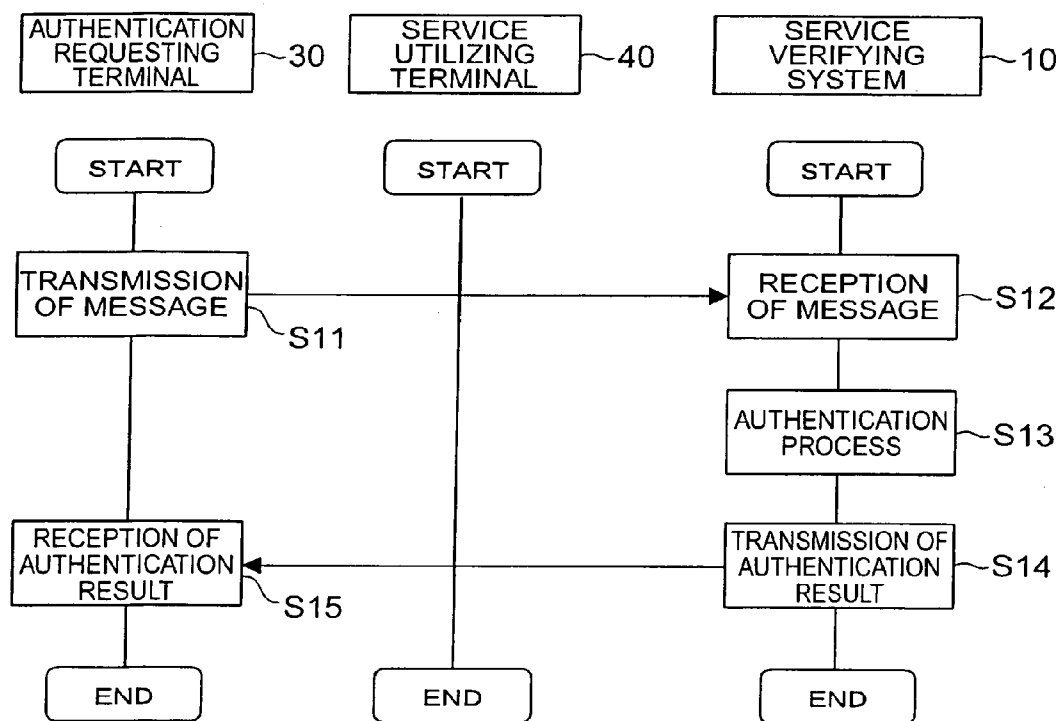 AUTHENTICATION
REQUESTING
TERMINAL
30
SERVICE
UTILIZING
TERMINAL
40
SERVICE
VERIFYING
SYSTEM
10
START
START
START
TRANSMISSION
OF MESSAGE
S11
RECEPTION
OF MESSAGE
S12
AUTHENTICATION
PROCESS
S13
RECEPTION OF
AUTHENTICATION
RESULT
S15
TRANSMISSION OF
AUTHENTICATION
RESULT
S14
END
END
END